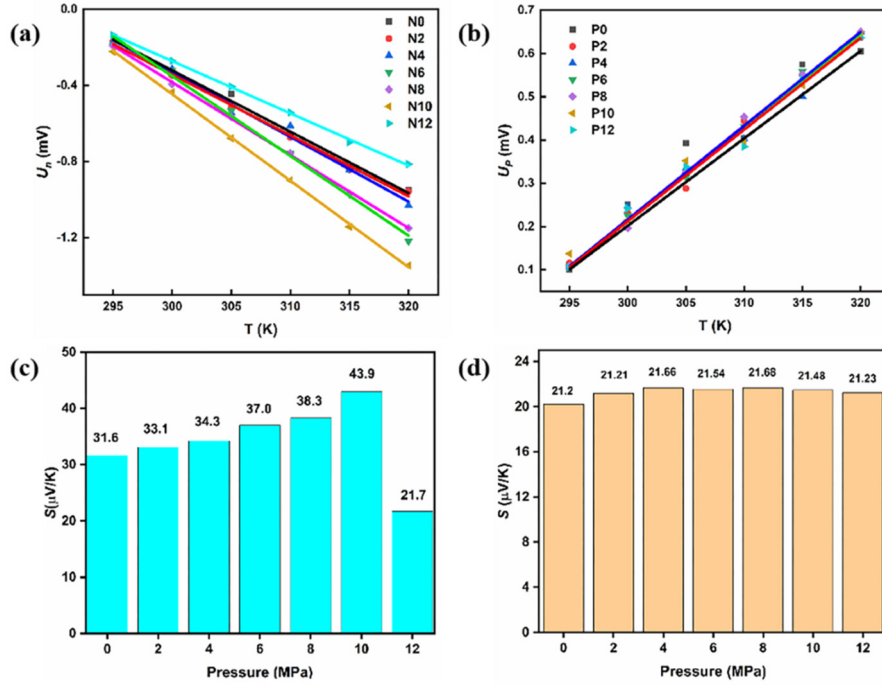 (a)
0.0
-0.4
-0.8
-1.2
Un (mV)
295 300 305 310 315 320
T (K)
N0
N2
N4
N6
N8
N10
N12
(b)
0.7
0.6
0.5
0.4
0.3
0.2
0.1
UP (mV)
295 300 305 310 315 320
T (K)
P0
P2
P4
P6
P8
P10
P12
(c)
50
40
30
20
10
0
S(μV/K)
31.6 33.1 34.3 37.0 38.3 43.9 21.7
0 2 4 6 8 10 12
Pressure (MPa)
(d)
24
20
16
12
8
4
0
S (μV/K)
21.2 21.21 21.66 21.54 21.68 21.48 21.23
0 2 4 6 8 10 12
Pressure (MPa)